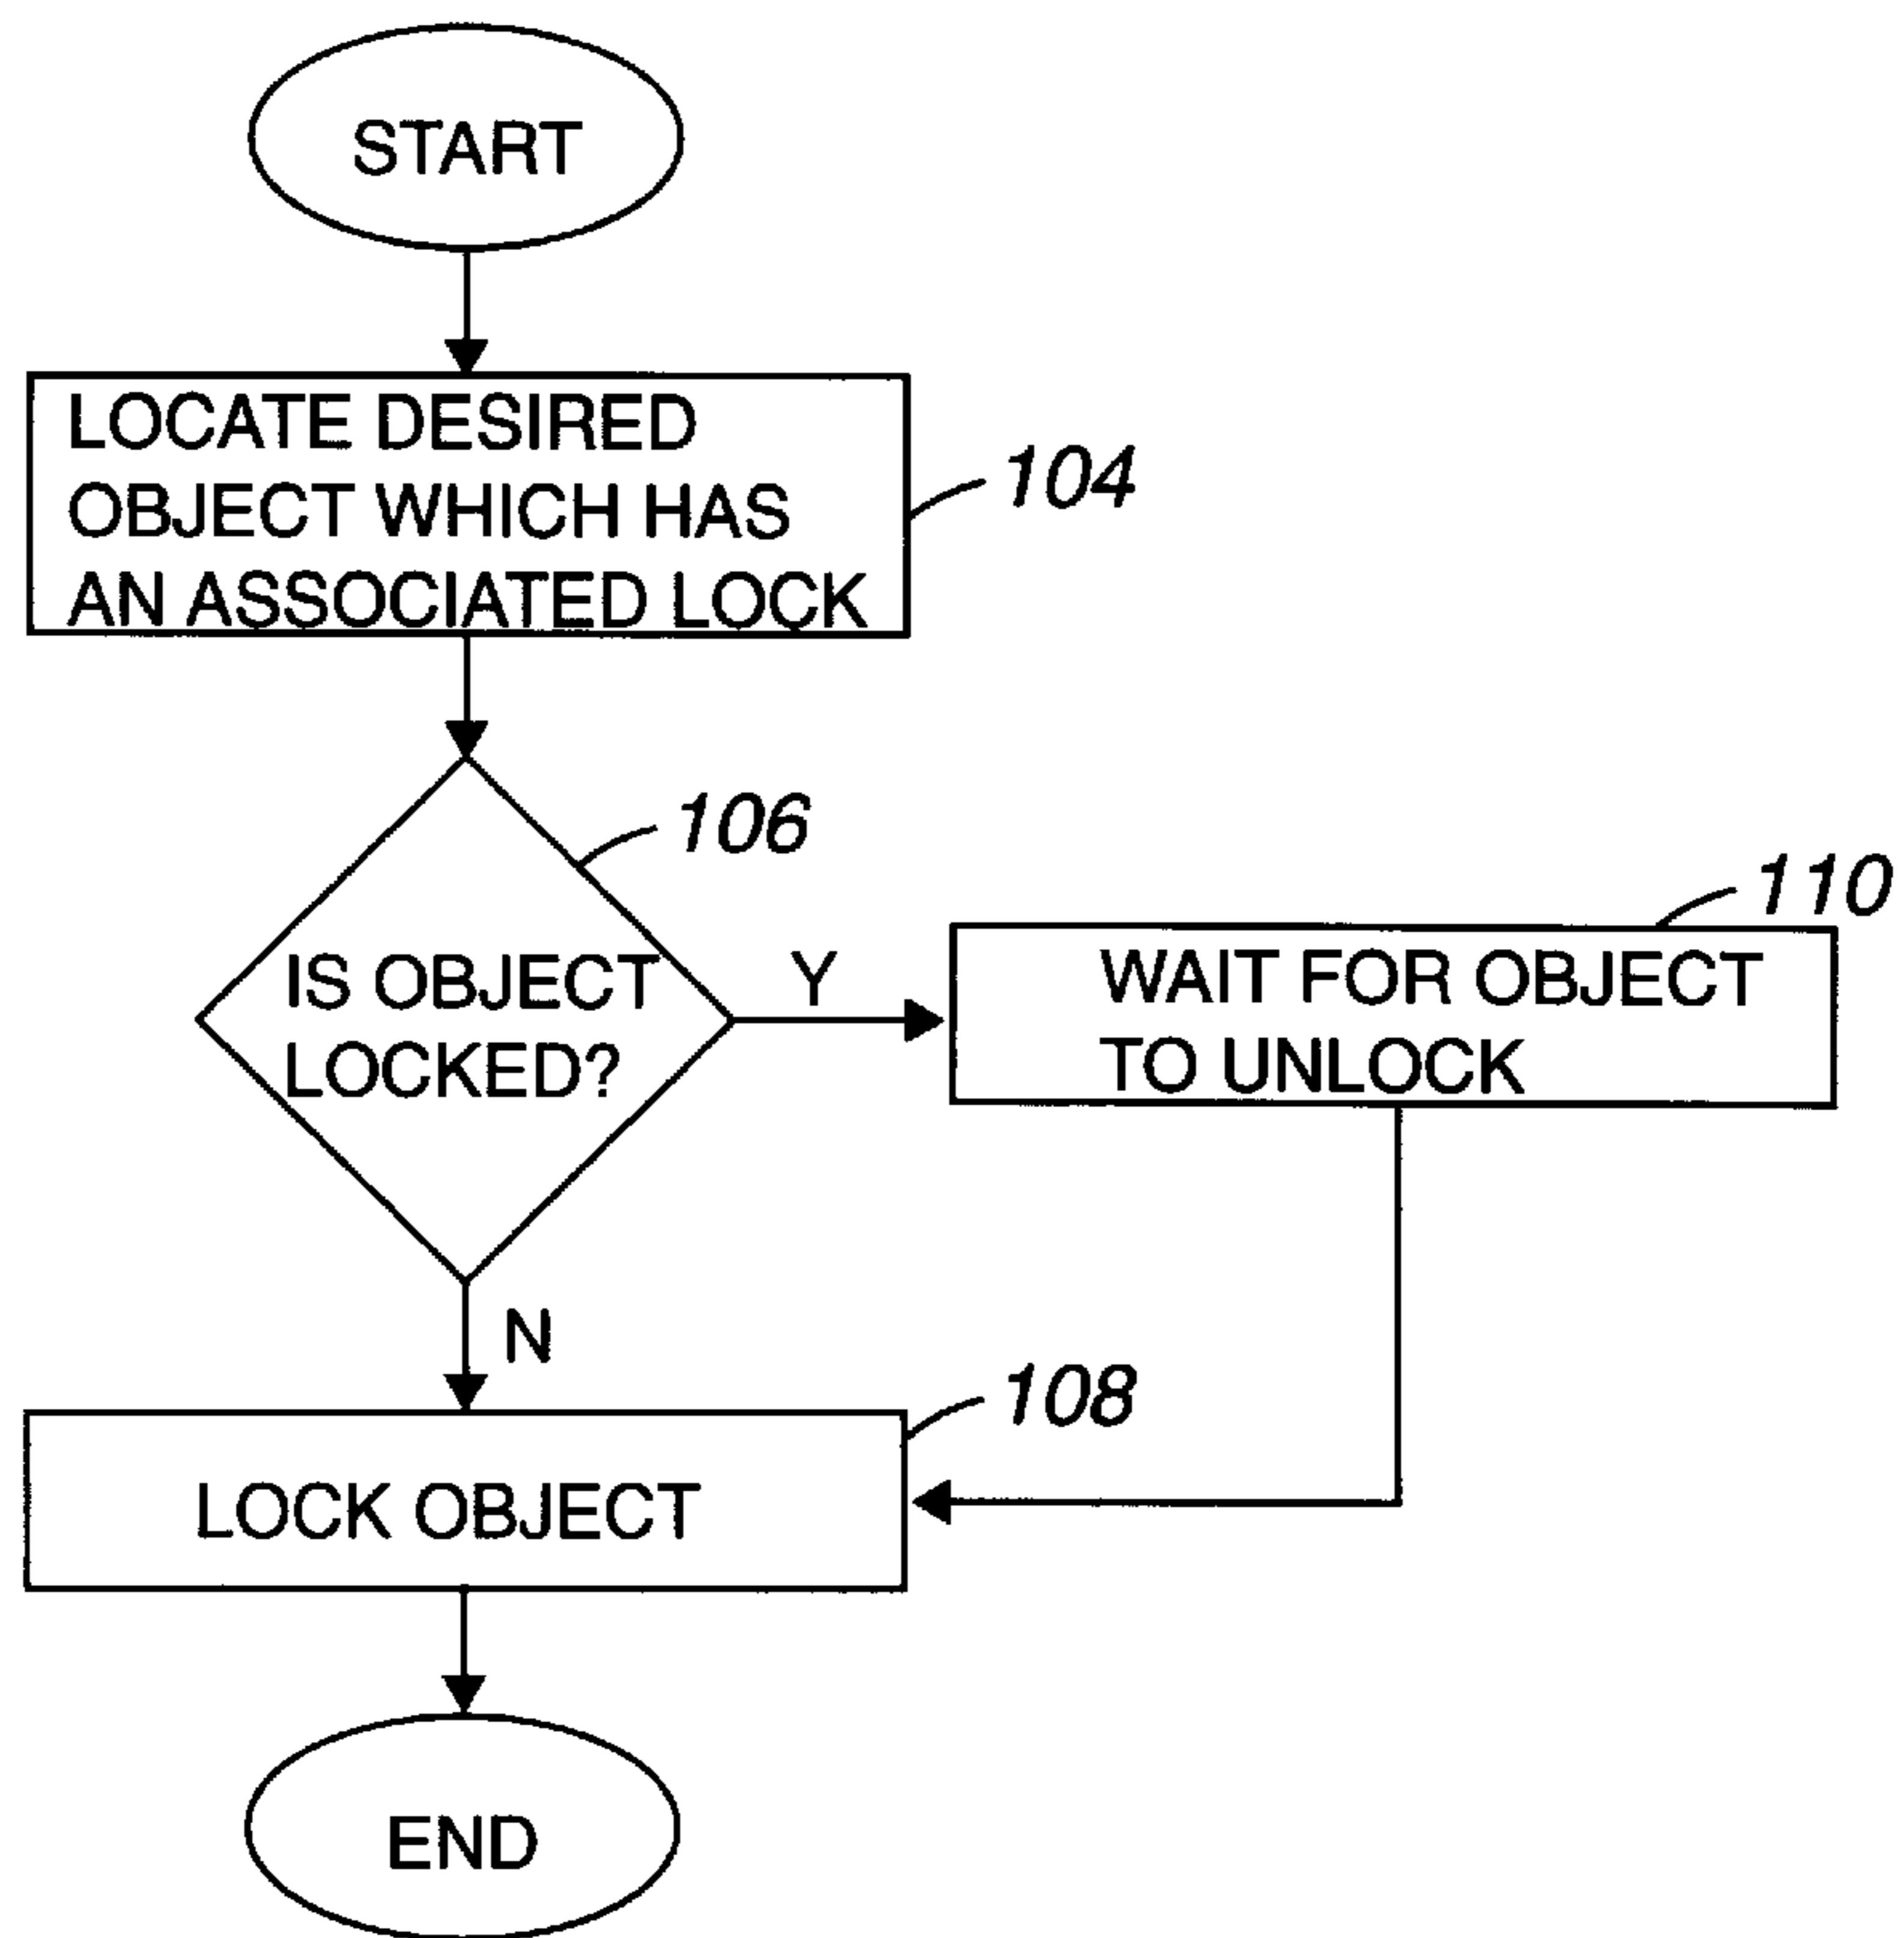 START
LOCATE DESIRED
OBJECT WHICH HAS
AN ASSOCIATED LOCK
104
106
IS OBJECT
LOCKED?
Y
110
WAIT FOR OBJECT
TO UNLOCK
N
108
LOCK OBJECT
END